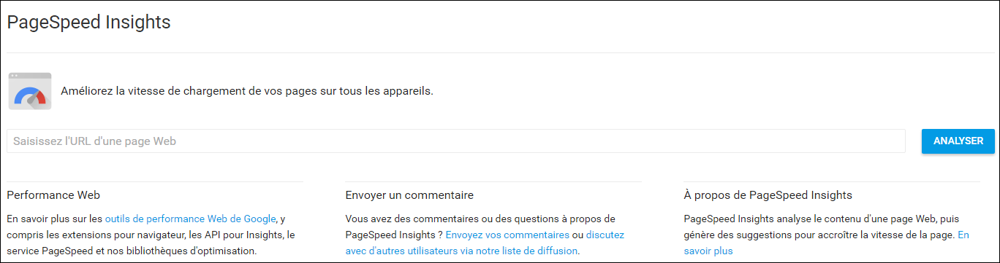 PageSpeed Insights
Améliorez la vitesse de chargement de vos pages sur tous les appareils.
Saisissez l'URL d'une page Web
ANALYSER
Performance Web
En savoir plus sur les outils de performance Web de Google, y
compris les extensions pour navigateur, les API pour Insights, le
service PageSpeed et nos bibliothèques d'optimisation.
Envoyer un commentaire
Vous avez des commentaires ou des questions à propos de
PageSpeed Insights ? Envoyez vos commentaires ou discutez
avec d'autres utilisateurs via notre liste de diffusion.
À propos de PageSpeed Insights
PageSpeed Insights analyse le contenu d'une page Web, puis
génère des suggestions pour accroître la vitesse de la page. En
savoir plus